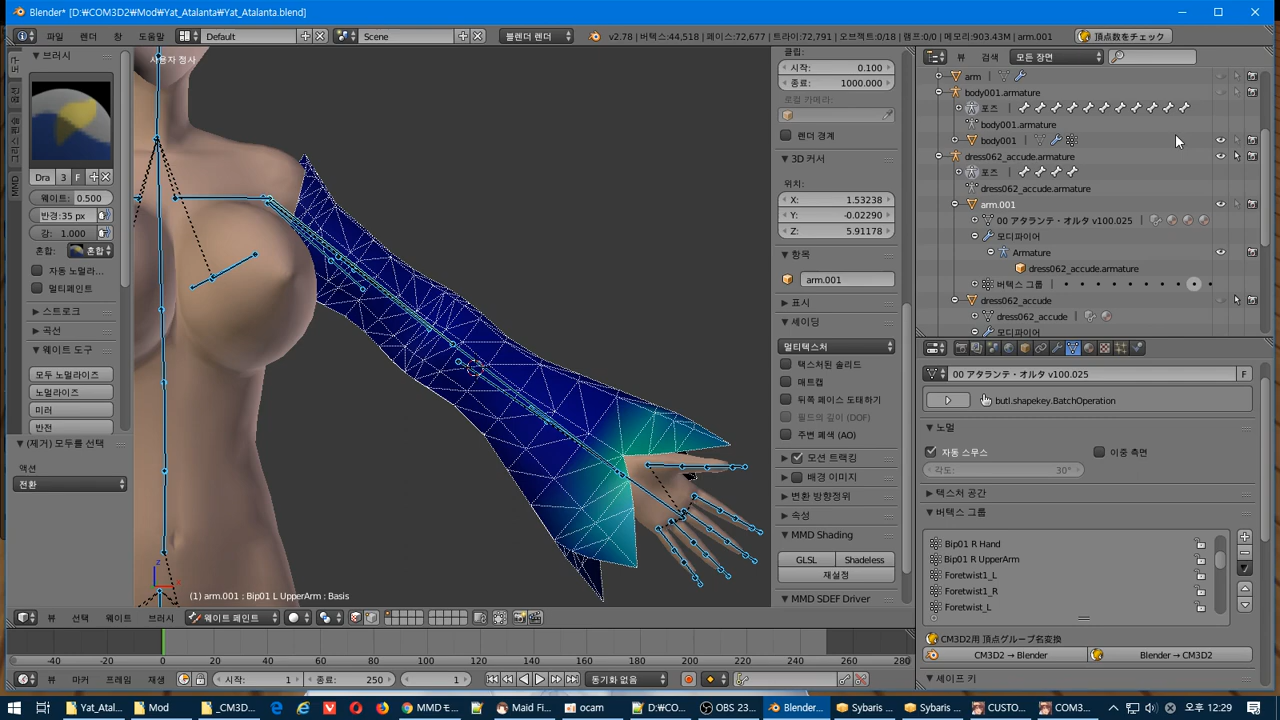 Blender* [D:₩COM3D2₩Mod₩Yat_Atalanta₩Yat_Atalanta.blend]
파일
렌더
창
도움말
Default
Scene
블렌더 렌더
v2.78 | 버텍스:44,518 | 페이스:72,677 | 트라이:72,791 | 오브젝트:0/18 | 램프:0/0 | 메모리:903.43M | arm.001
頂点数をチェック
브러시
Dra
3
F
웨이트: 0.500
반경:35 px
강: 1.000
혼합:
혼합
자동 노멀라...
멀티페인트
스트로크
곡선
웨이트 도구
모두 노멀라이즈
노멀라이즈
미러
반전
(제거) 모두를 선택
액션
전환
MMD
사용자 정사
(1) arm.001 : Bip01 L UpperArm : Basis
클립:
시작: 0.100
종료: 1000.000
로컬 카메라:
렌더 경계
3D 커서
위치:
X: 1.53238
Y: -0.02290
Z: 5.91178
항목
arm.001
표시
셰이딩
멀티텍스처
텍스처된 솔리드
매트캡
뒤쪽 페이스 도태하기
필드의 깊이 (DOF)
주변 폐색 (AO)
모션 트랙킹
배경 이미지
변환 방향정위
속성
MMD Shading
GLSL
Shadeless
재설정
MMD SDEF Driver
뷰
검색
모든 장면
arm
body001.armature
포즈
body001.armature
body001
dress062_accude.armature
포즈
dress062_accude.armature
arm.001
00 アタランテ・オルタ v100.025
모디파이어
Armature
dress062_accude.armature
버텍스 그룹
dress062_accude
dress062_accude
모디파이어
00 アタランテ・オルタ v100.025
F
butl.shapekey.BatchOperation
노멀
자동 스무스
이중 측면
각도: 30°
텍스처 공간
버텍스 그룹
Bip01 R Hand
Bip01 R UpperArm
Foretwist1_L
Foretwist1_R
Foretwist_L
CM3D2用 頂点グループ名変換
CM3D2 → Blender
Blender → CM3D2
셰이프 키
뷰
선택
웨이트
브러시
웨이트 페인트
-40 -20 0 20 40 60 80 100 120 140 160 180 200 220 240 260 280
뷰
마커
프레임
재생
시작: 1
종료: 250
1
동기화 없음
Yat_Atal...
Mod
_CM3D...
MMDモ...
Maid Fi...
ocam
D:₩CO...
OBS 23...
Blender...
Sybaris ...
Sybaris ...
CUSTO...
COM3...
오후 12:29